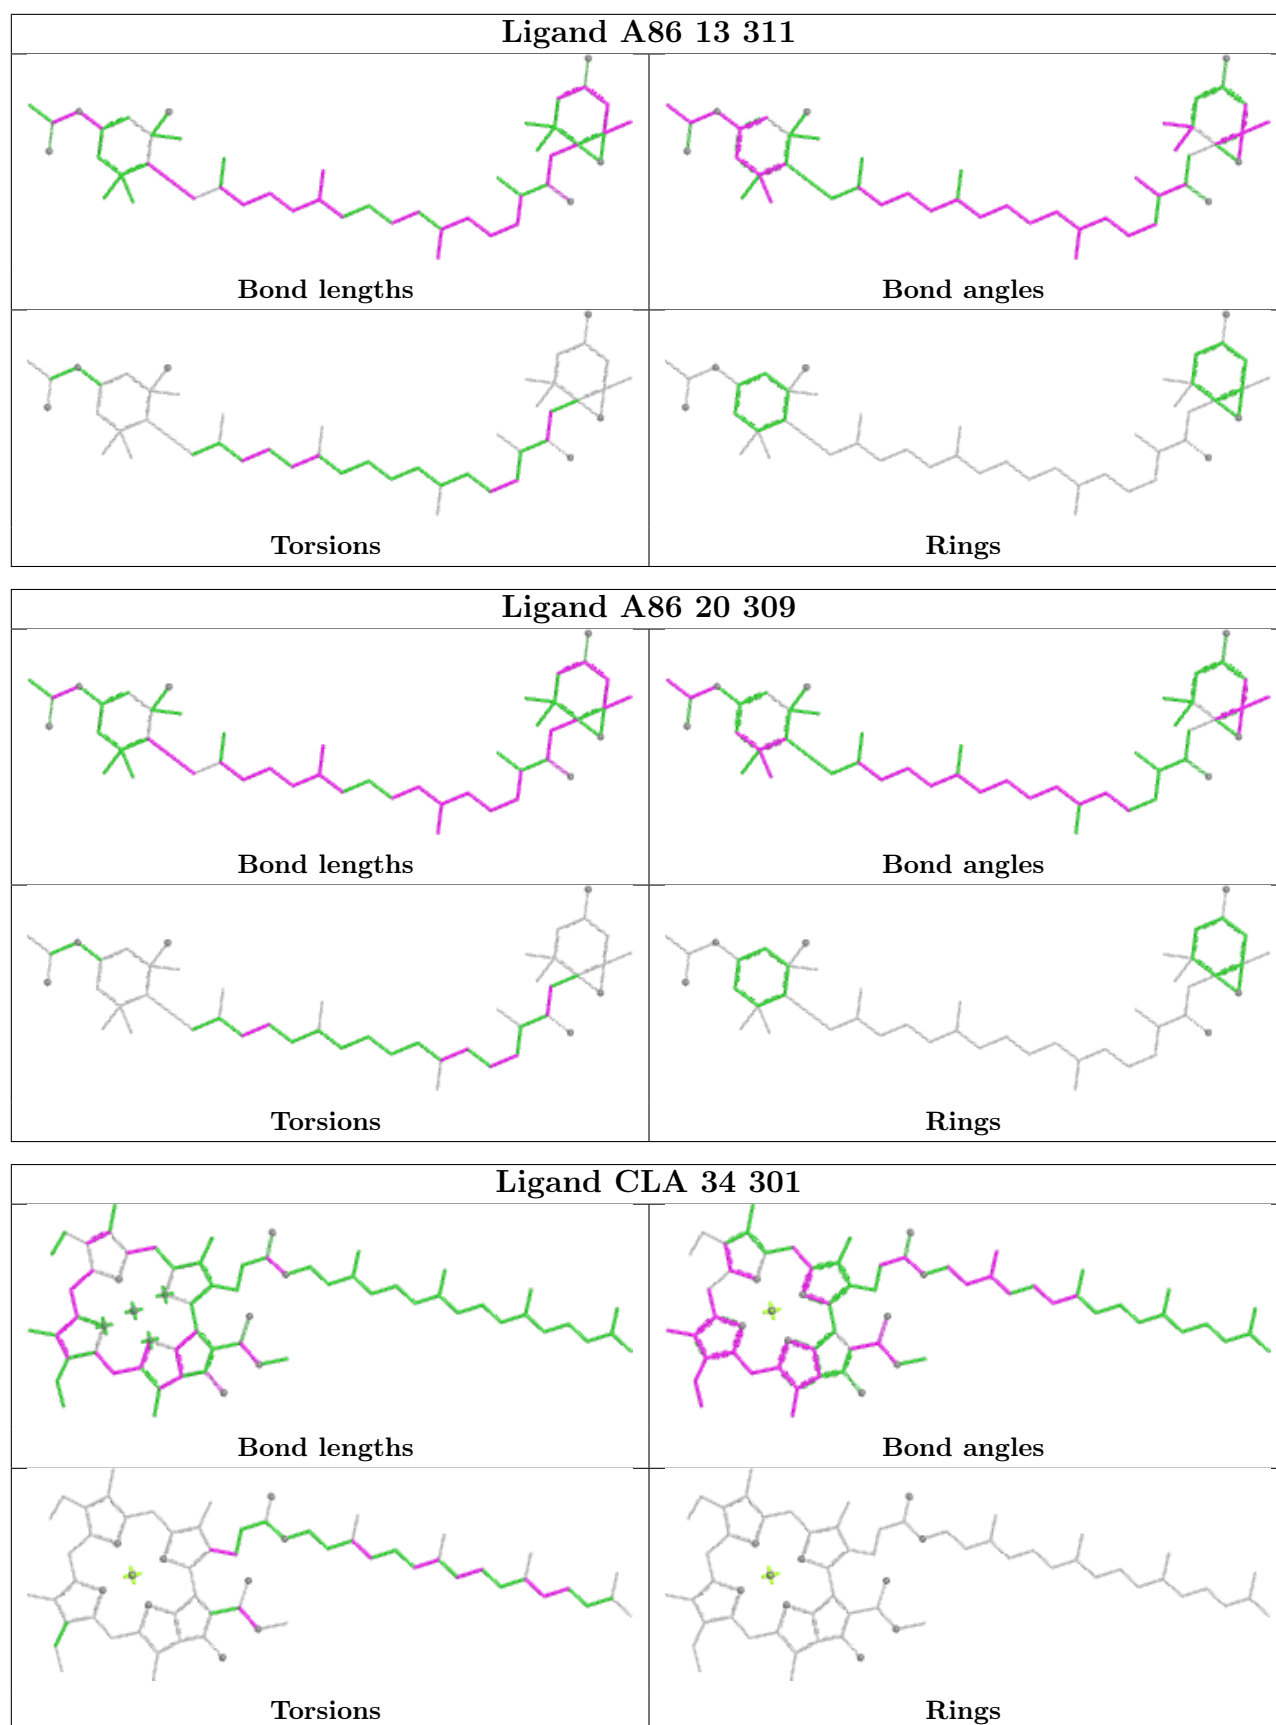 Ligand A86 13 311
Bond lengths
Bond angles
Torsions
Rings
Ligand A86 20 309
Bond lengths
Bond angles
Torsions
Rings
Ligand CLA 34 301
Bond lengths
Bond angles
Torsions
Rings